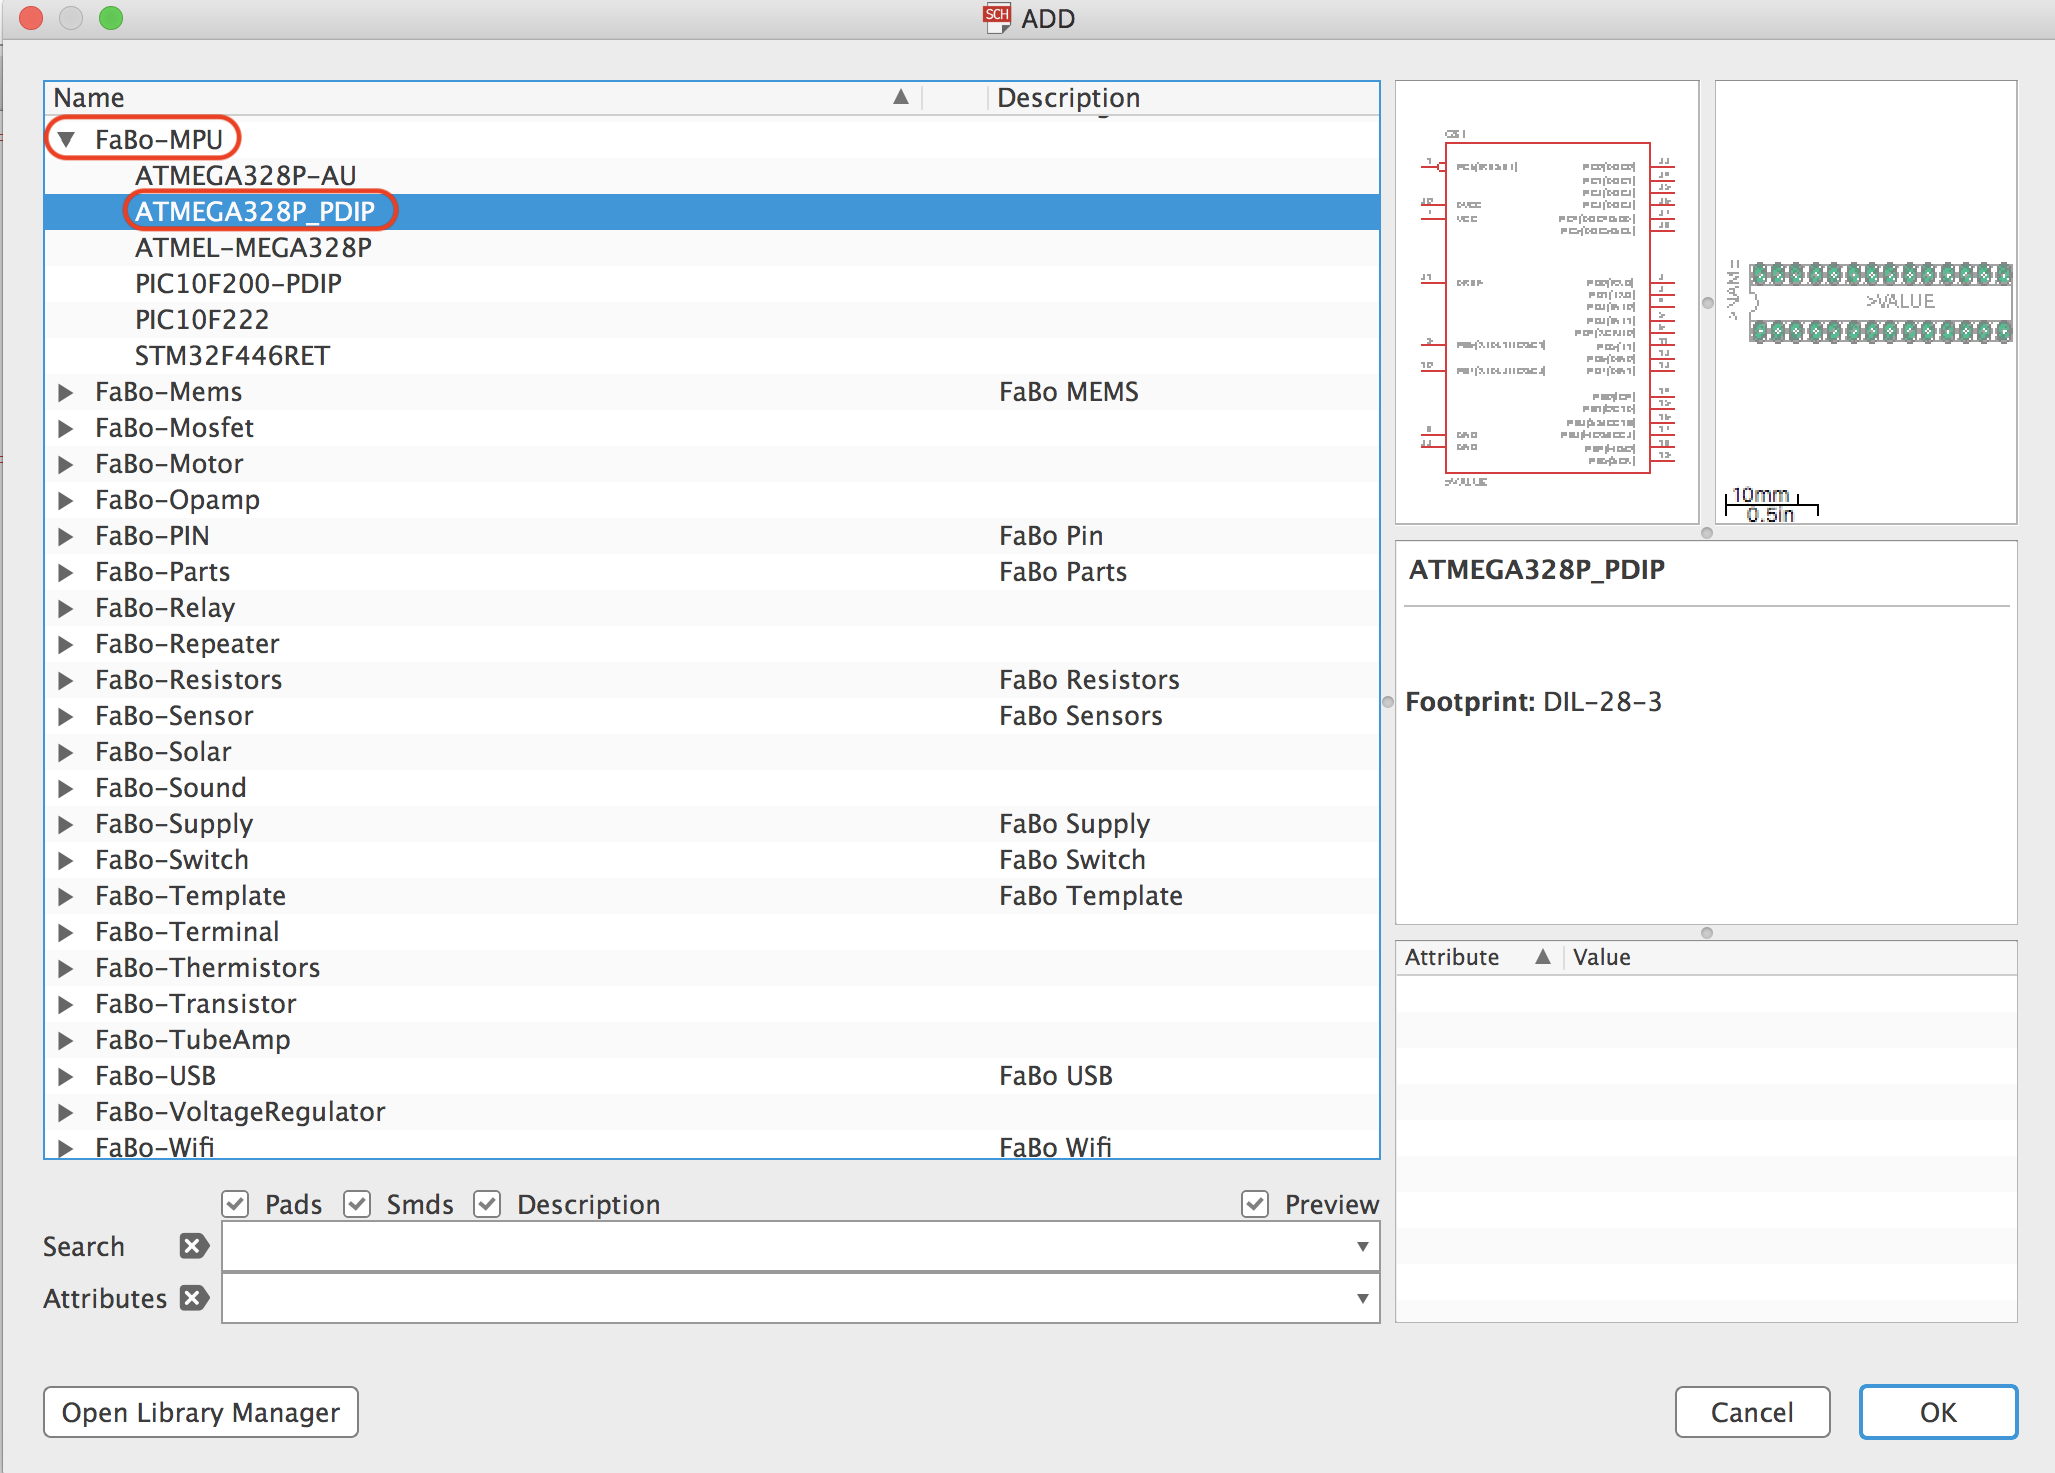 SCH ADD
Name Description
FaBo-MPU
ATMEGA328P-AU
ATMEGA328P_PDIP
ATMEL-MEGA328P
PIC10F200-PDIP
PIC10F222
STM32F446RET
FaBo-Mems FaBo MEMS
FaBo-Mosfet
FaBo-Motor
FaBo-Opamp
FaBo-PIN FaBo Pin
FaBo-Parts FaBo Parts
FaBo-Relay
FaBo-Repeater
FaBo-Resistors FaBo Resistors
FaBo-Sensor FaBo Sensors
FaBo-Solar
FaBo-Sound
FaBo-Supply FaBo Supply
FaBo-Switch FaBo Switch
FaBo-Template FaBo Template
FaBo-Terminal
FaBo-Thermistors
FaBo-Transistor
FaBo-TubeAmp
FaBo-USB FaBo USB
FaBo-VoltageRegulator
FaBo-Wifi FaBo Wifi
Pads Smds Description Preview
Search
Attributes
Open Library Manager
>VALUE
10mm
0.5in
ATMEGA328P_PDIP
Footprint: DIL-28-3
Attribute Value
Cancel OK